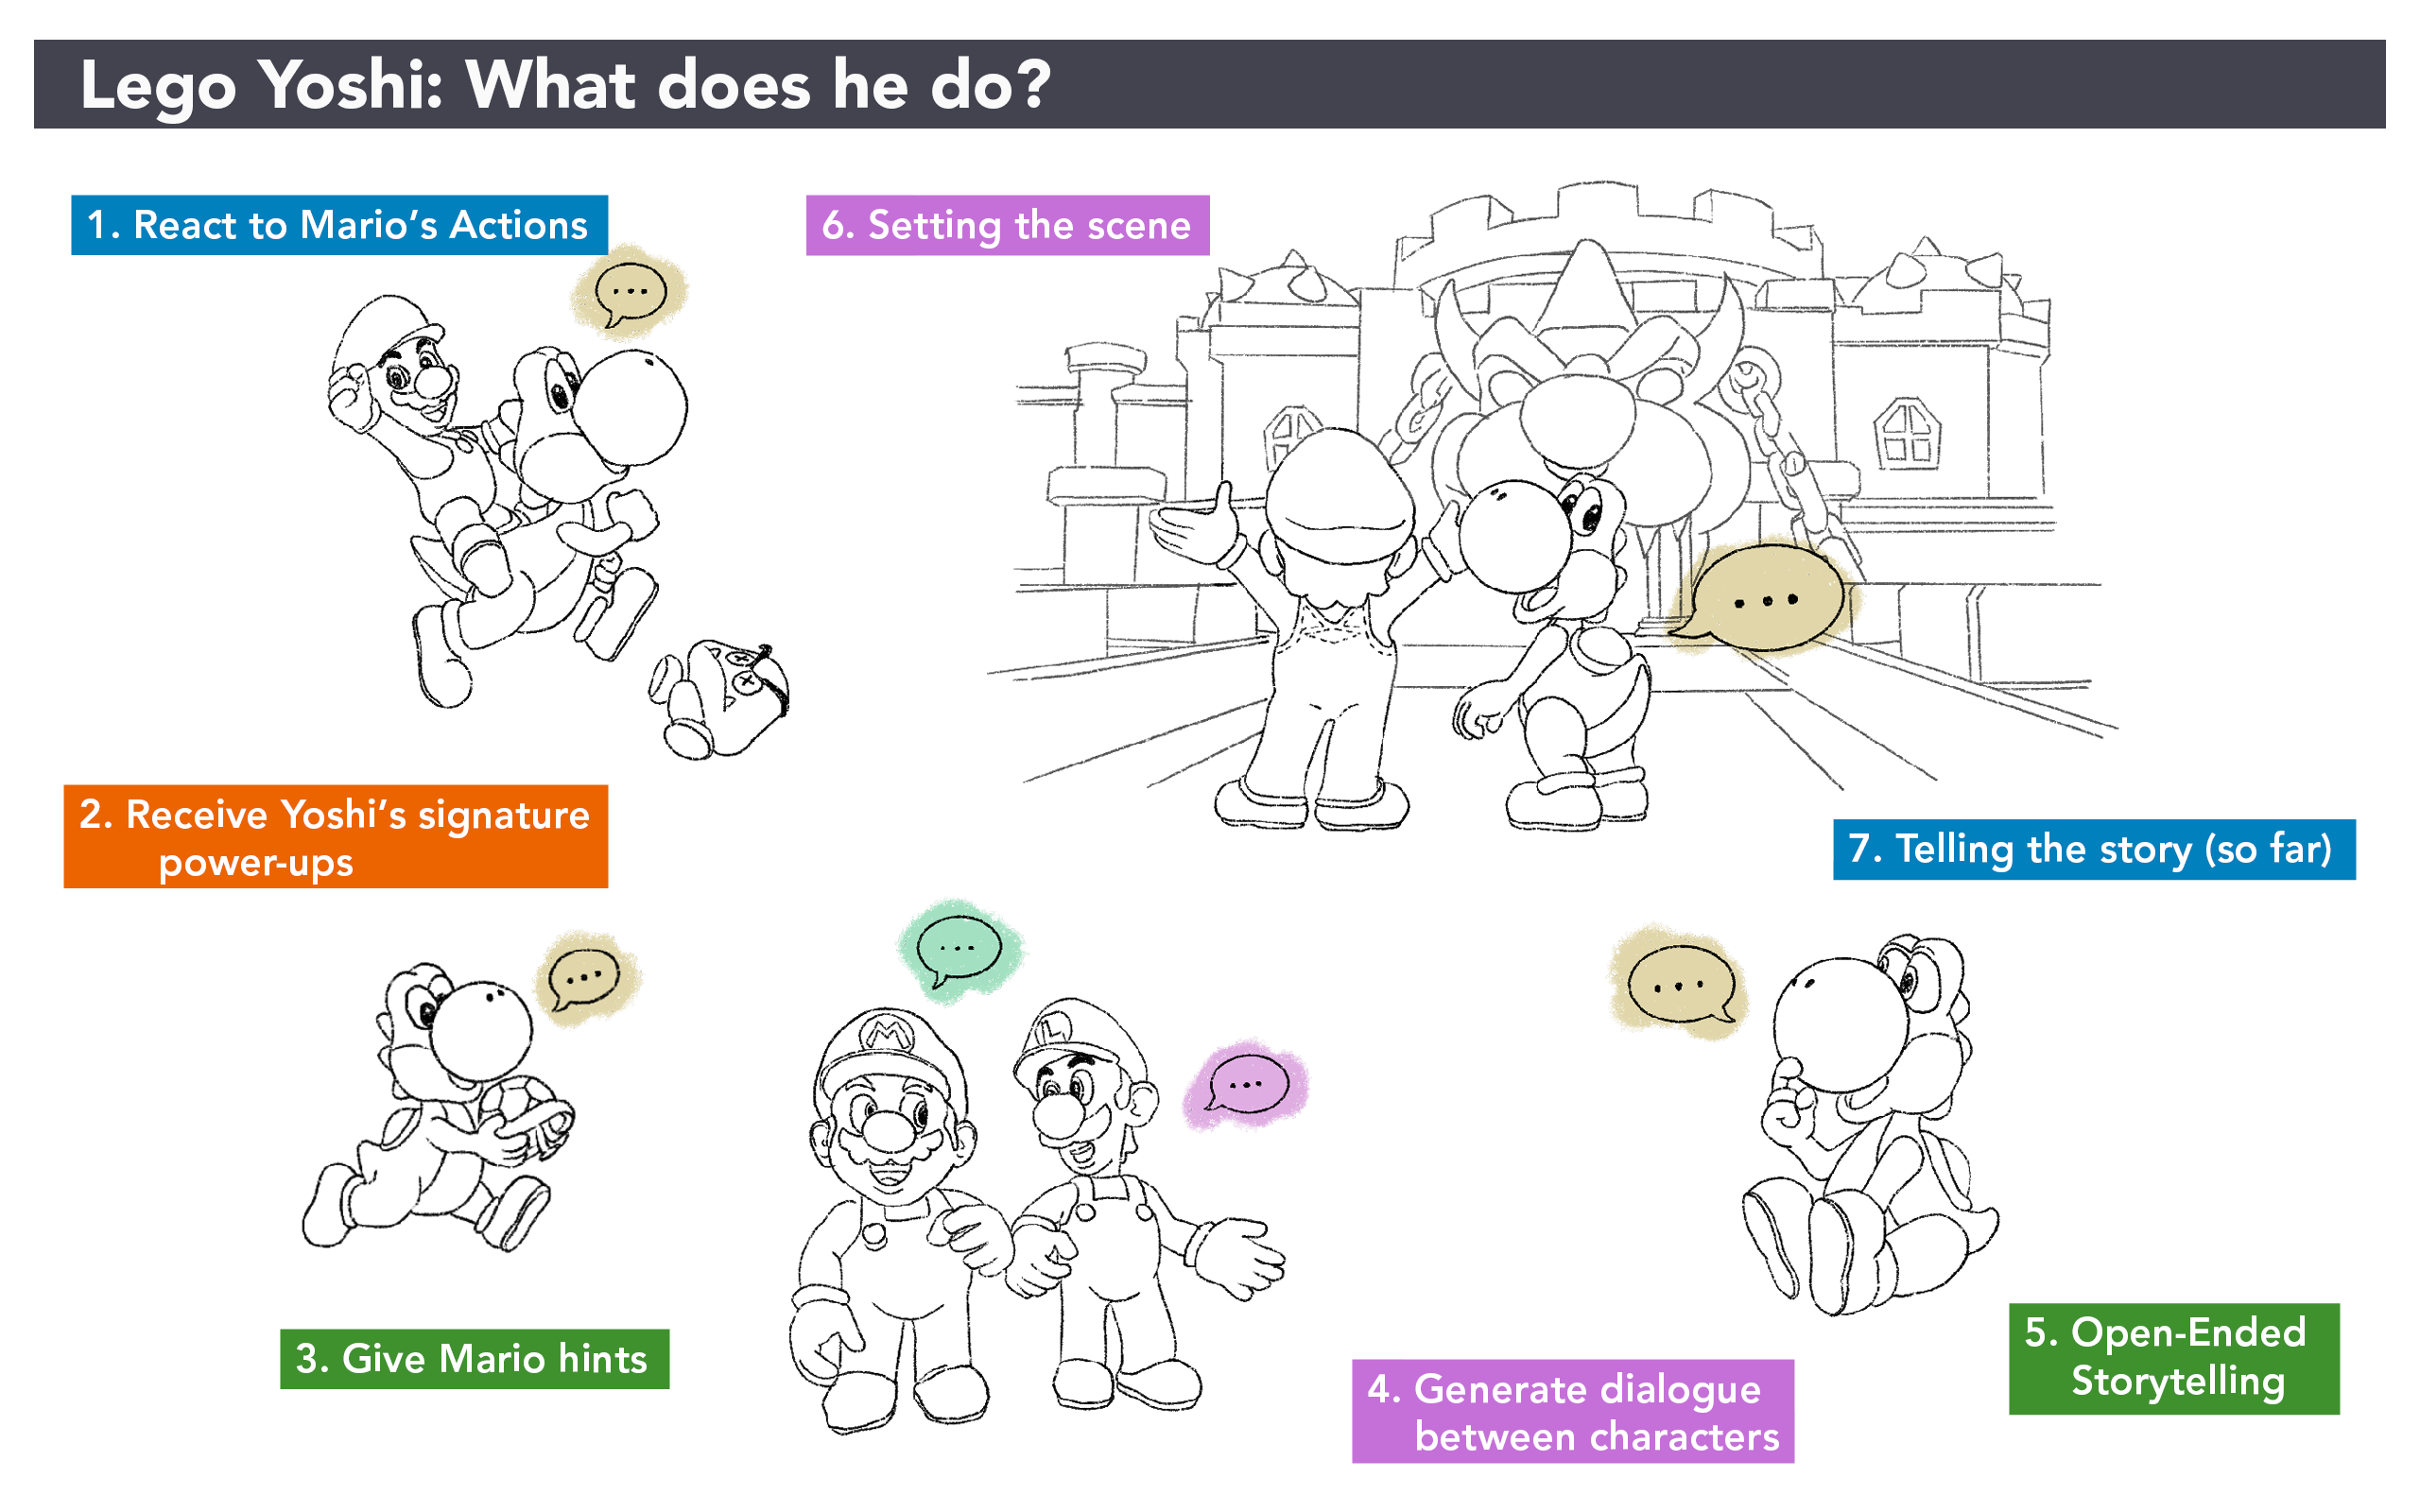 Lego Yoshi: What does he do?
1. React to Mario’s Actions
6. Setting the scene
2. Receive Yoshi’s signature
power-ups
7. Telling the story (so far)
M
L
3. Give Mario hints
4. Generate dialogue
between characters
5. Open-Ended
Storytelling